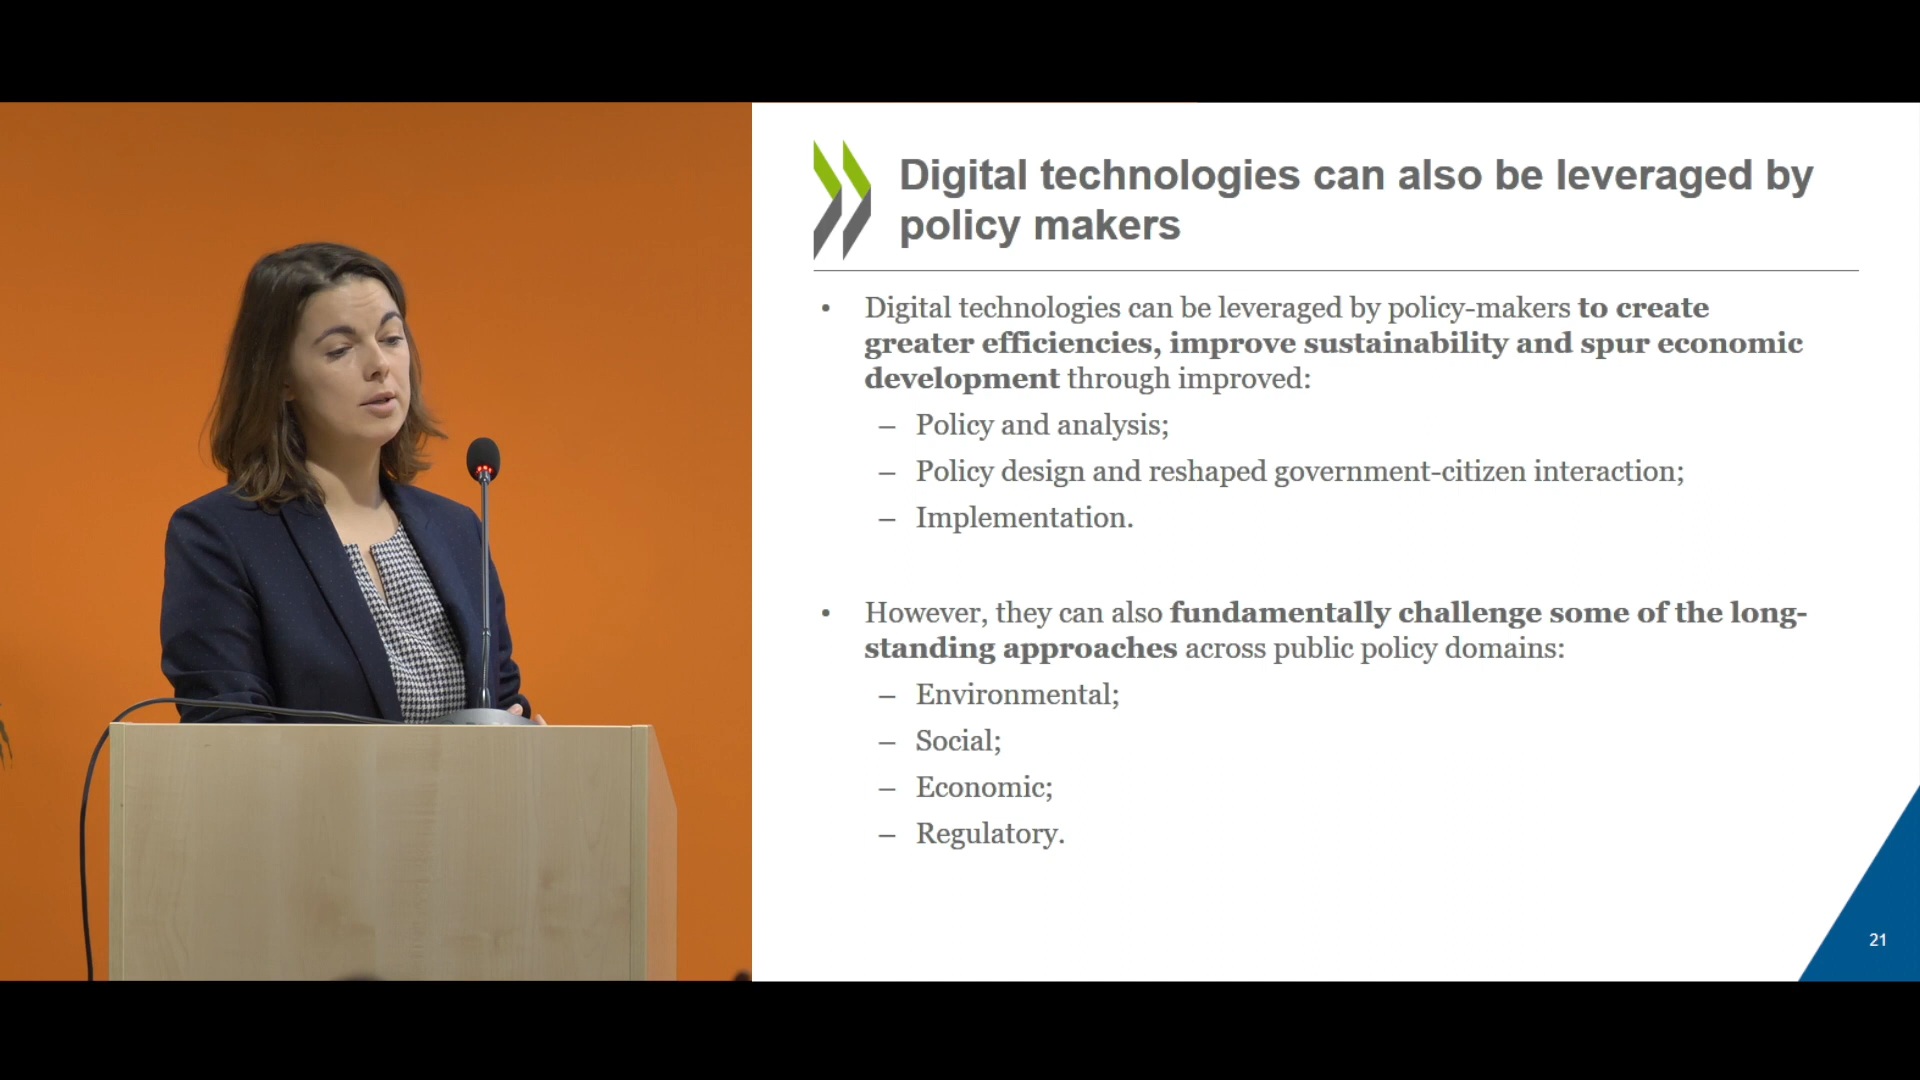 Digital technologies can also be leveraged by
policy makers
• Digital technologies can be leveraged by policy-makers to create
greater efficiencies, improve sustainability and spur economic
development through improved:
– Policy and analysis;
– Policy design and reshaped government-citizen interaction;
– Implementation.
• However, they can also fundamentally challenge some of the long-
standing approaches across public policy domains:
– Environmental;
– Social;
– Economic;
– Regulatory.
21